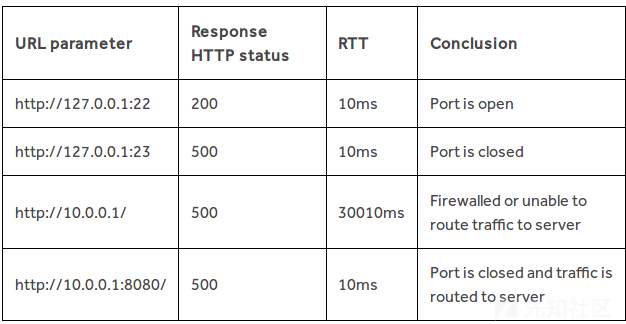 URL parameter
Response
HTTP status
RTT
Conclusion
http://127.0.0.1:22
200
10ms
Port is open
http://127.0.0.1:23
500
10ms
Port is closed
http://10.0.0.1/
500
30010ms
Firewalled or unable to
route traffic to server
http://10.0.0.1:8080/
500
10ms
Port is closed and traffic is
routed to server
先知社区